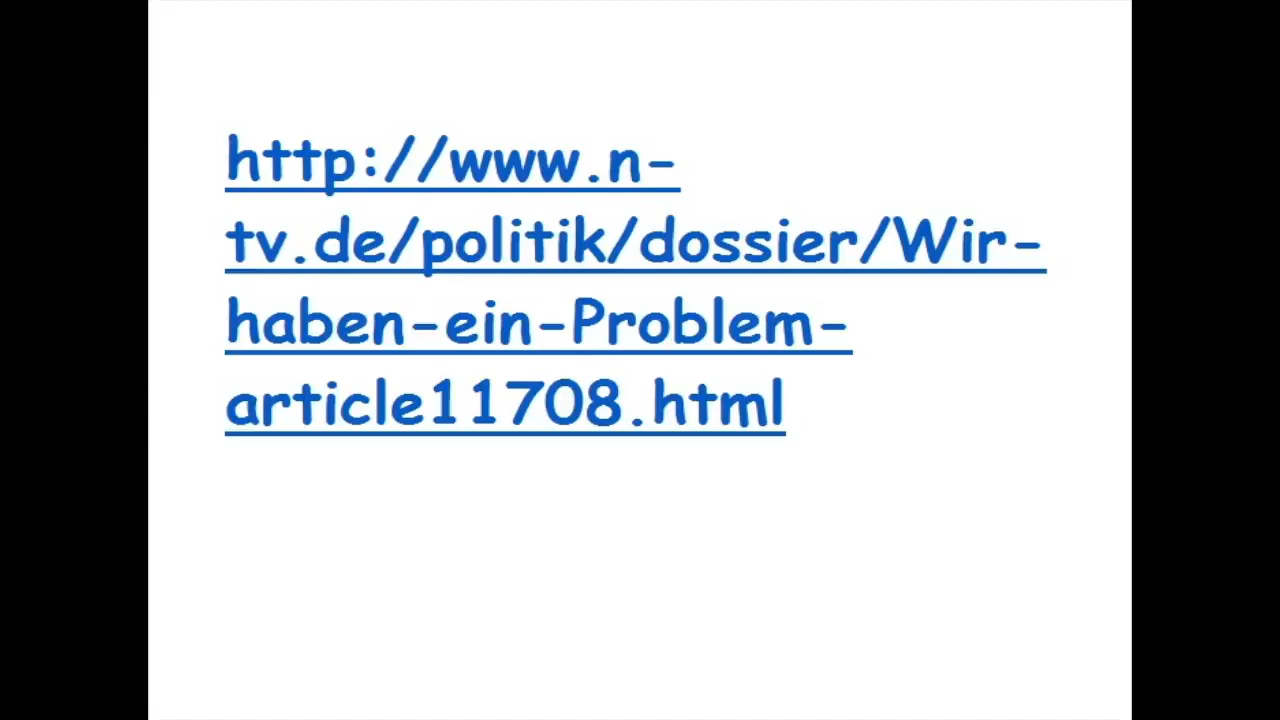 http://www.n-
tv.de/politik/dossier/Wir-
haben-ein-Problem-
article11708.html